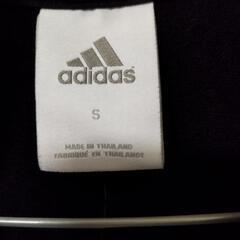 adidas
S
MADE IN THAILAND
FABRIQUÉ EN THAILANDE